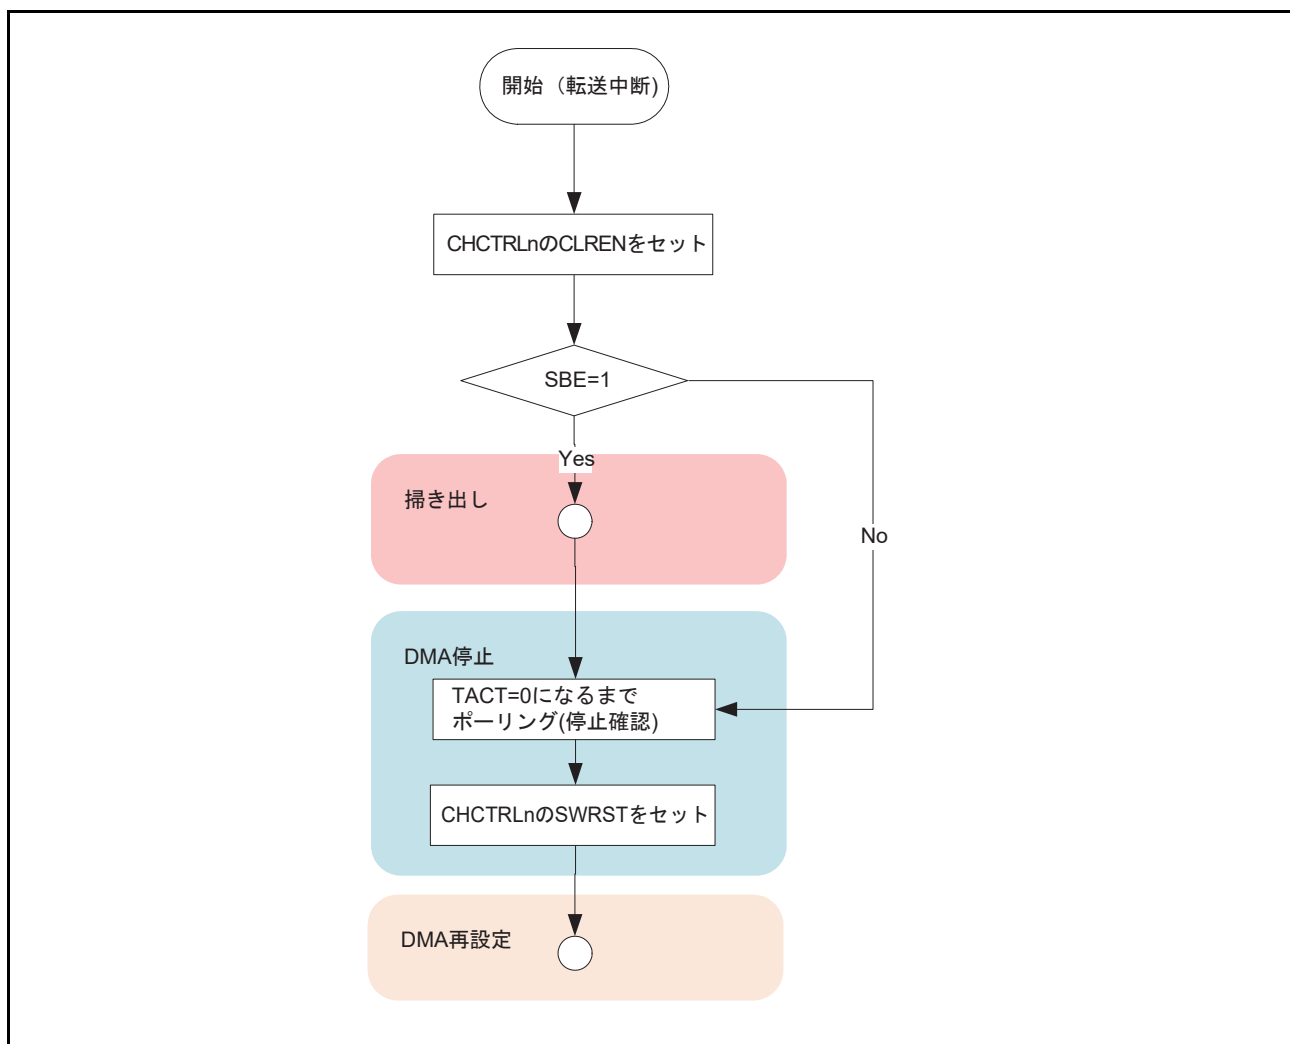 開始（転送中断)
CHCTRLnのCLRENをセット
SBE=1
Yes
掃き出し
No
DMA停止
TACT=0になるまで
ポーリング(停止確認)
CHCTRLnのSWRSTをセット
DMA再設定